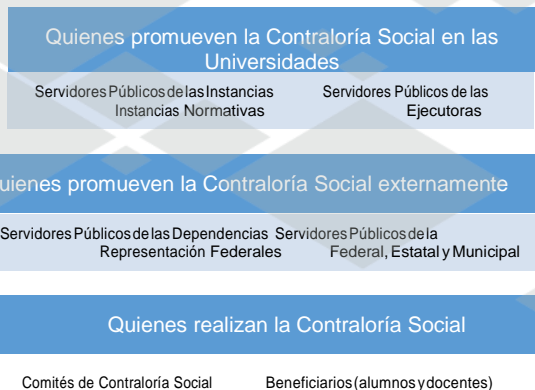 Quienes promueven la Contraloría Social en las
Universidades
Servidores Públicos de las Instancias Servidores Públicos de las
Instancias Normativas Ejecutoras
uienes promueven la Contraloría Social externamente
Servidores Públicos de las Dependencias Servidores Públicos de la
Representación Federales Federal, Estatal y Municipal
Quienes realizan la Contraloría Social
Comités de Contraloría Social Beneficiarios (alumnos y docentes)